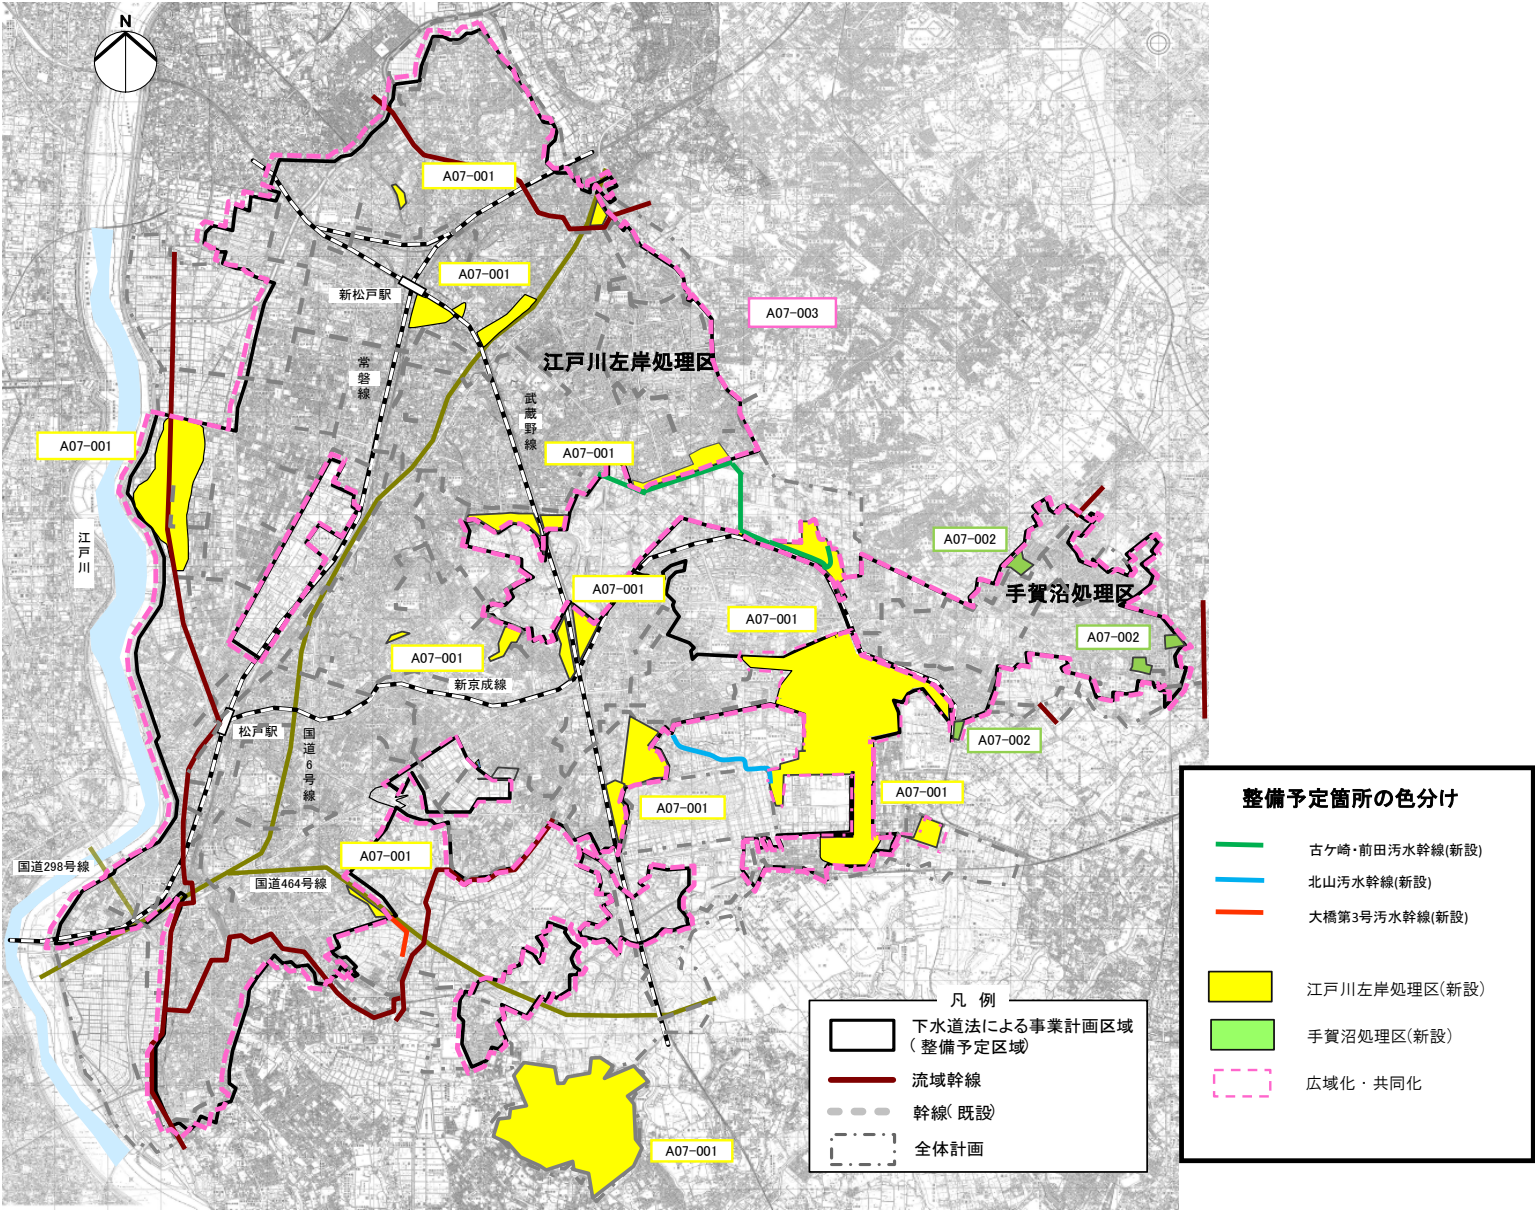 N
A07-001
A07-001
新松戸駅
A07-003
江戸川左岸処理区
常磐線
武蔵野線
A07-001
A07-001
江戸川
A07-002
手賀沼処理区
A07-001
A07-001
A07-002
A07-001
新京成線
松戸駅
国道6号線
A07-002
A07-001
A07-001
A07-001
国道298号線
国道464号線
A07-001
整備予定箇所の色分け
古ケ崎・前田汚水幹線(新設)
北山汚水幹線(新設)
大橋第3号汚水幹線(新設)
江戸川左岸処理区(新設)
手賀沼処理区(新設)
広域化・共同化
凡 例
下水道法による事業計画区域
(整備予定区域)
流域幹線
幹線(既設)
全体計画